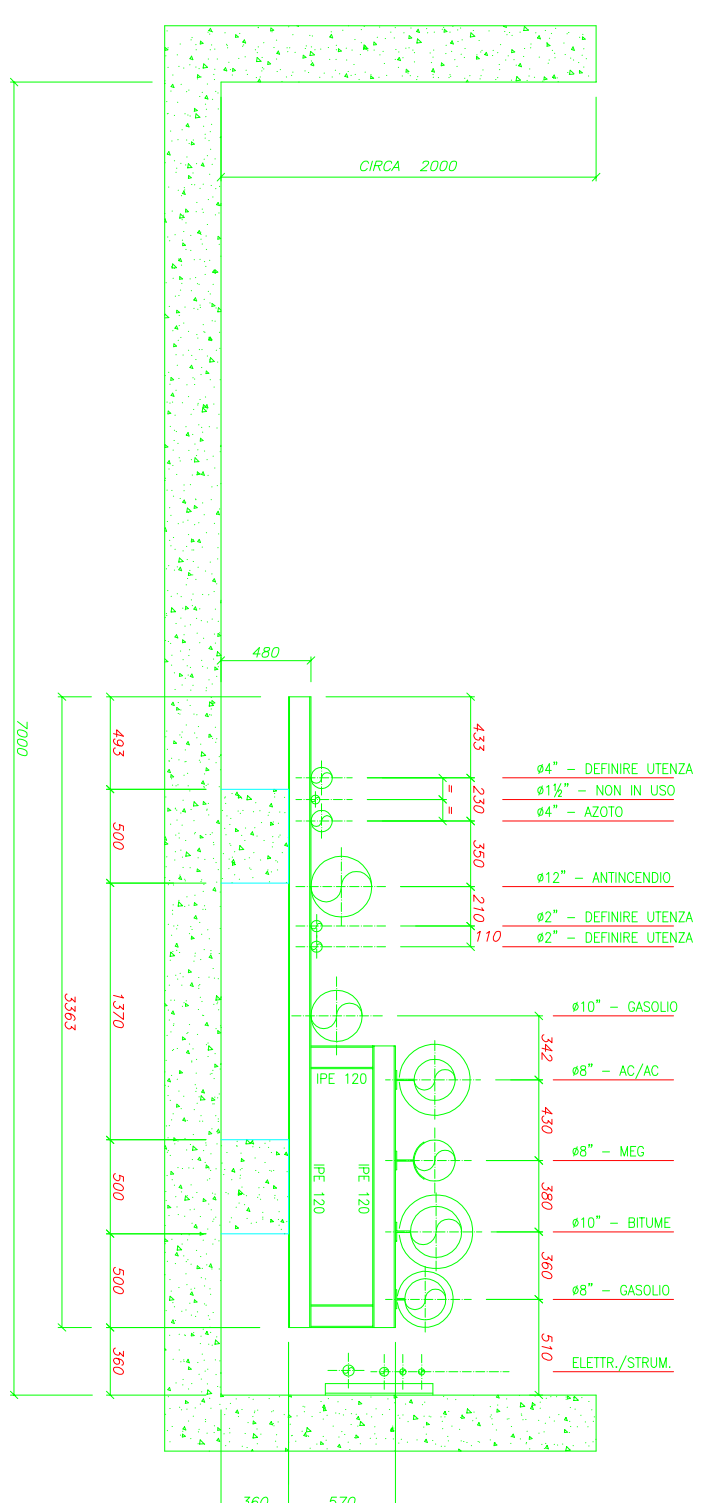 CIRCA 2000
7000
480
433
230
=
=
350
210
110
493
500
1370
3363
500
500
360
ø4" - DEFINIRE UTENZA
ø1½" - NON IN USO
ø4" - AZOTO
ø12" - ANTINCENDIO
ø2" - DEFINIRE UTENZA
ø2" - DEFINIRE UTENZA
ø10" - GASOLIO
342
ø8" - AC/AC
430
ø8" - MEG
380
ø10" - BITUME
360
ø8" - GASOLIO
510
ELETTR./STRUM.
IPE 120
IPE 120
IPE 120
360
570